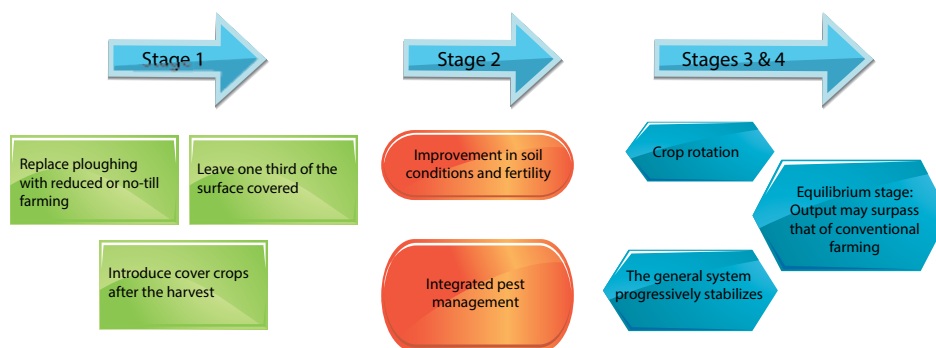 Stage 1
Stage 2
Stages 3 & 4
Replace ploughing
with reduced or no-till
farming
Leave one third of the
surface covered
Introduce cover crops
after the harvest
Improvement in soil
conditions and fertility
Integrated pest
management
Crop rotation
Equilibrium stage:
Output may surpass
that of conventional
farming
The general system
progressively stabilizes